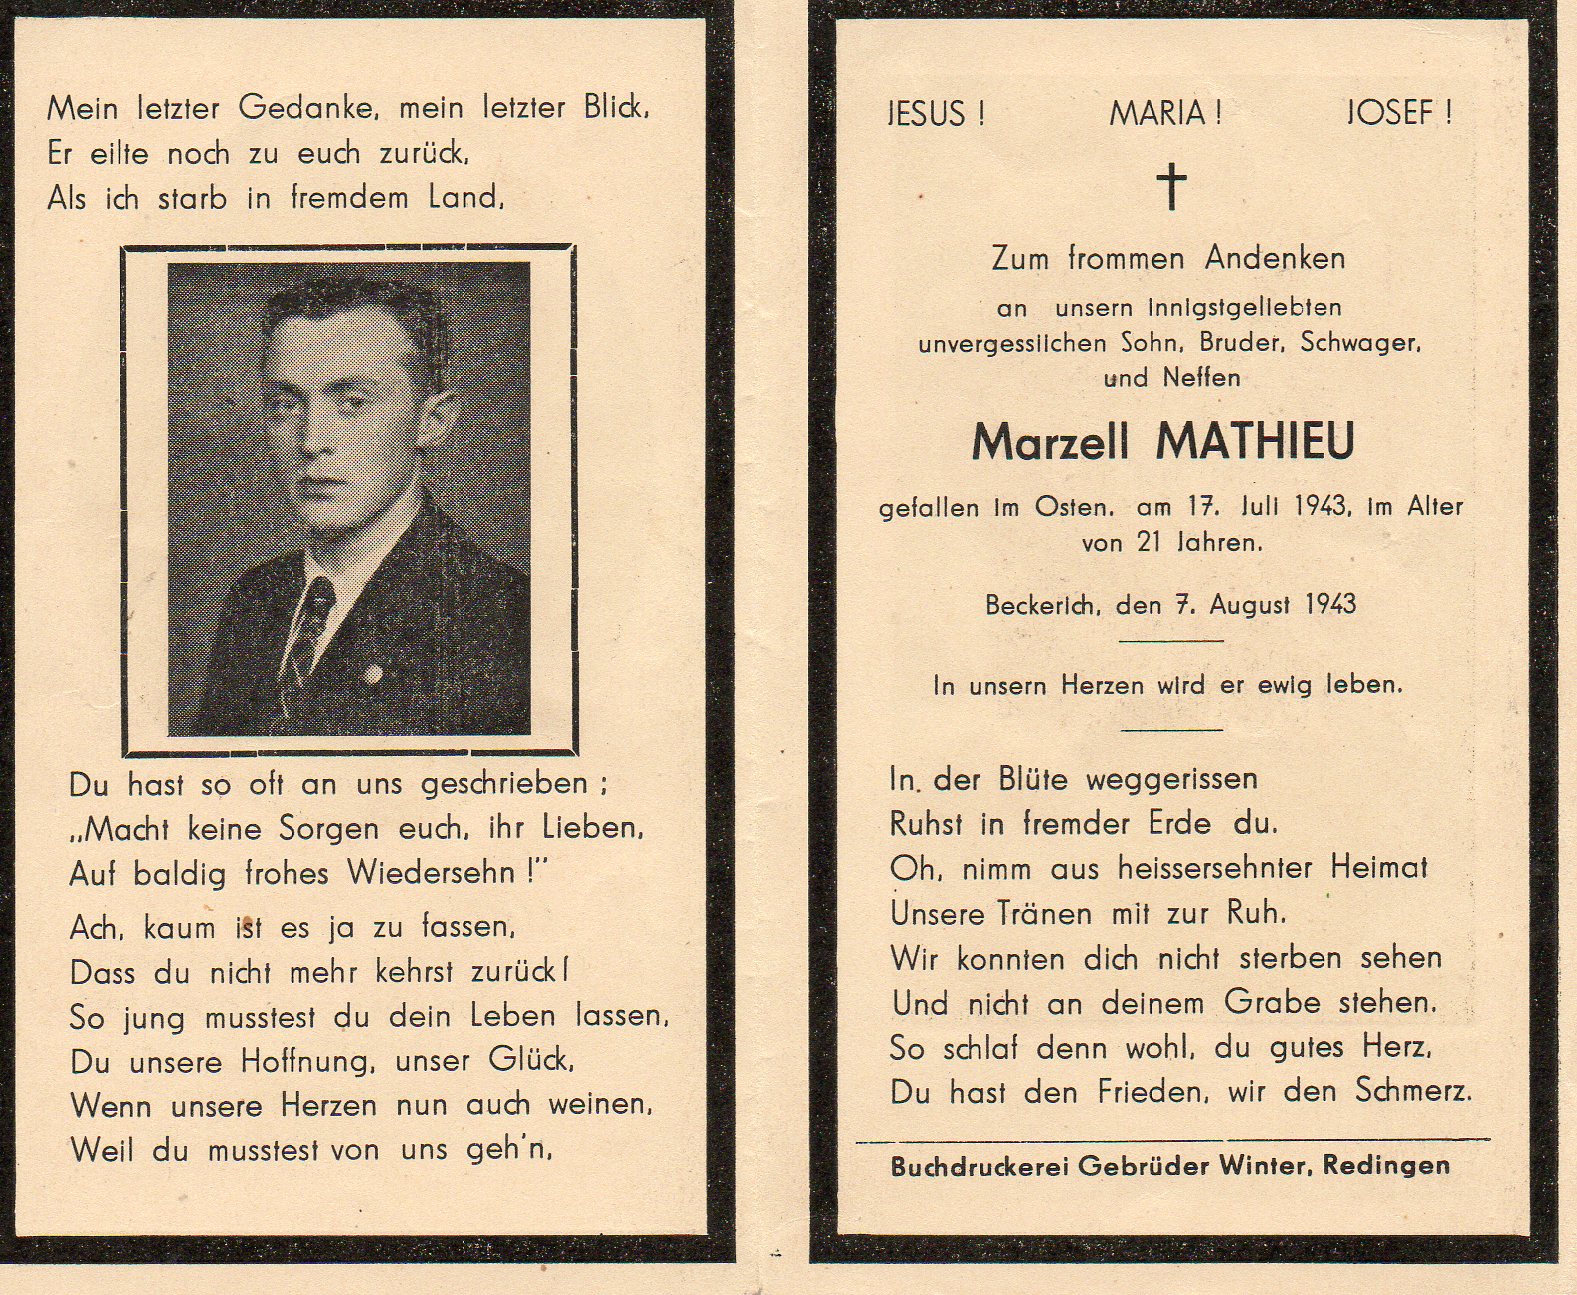 Mein letzter Gedanke, mein letzter Blick,
Er eilte noch zu euch zurück,
Als ich starb in fremdem Land,
Du hast so oft an uns geschrieben ;
„Macht keine Sorgen euch, ihr Lieben,
Auf baldig frohes Wiedersehn !"
Ach, kaum ist es ja zu fassen,
Dass du nicht mehr kehrst zurück !
So jung musstest du dein Leben lassen,
Du unsere Hoffnung, unser Glück,
Wenn unsere Herzen nun auch weinen,
Weil du musstest von uns geh'n,
JESUS ! MARIA ! JOSEF !
Zum frommen Andenken
an unsern innigstgeliebten
unvergesslichen Sohn, Bruder, Schwager,
und Neffen
Marzell MATHIEU
gefallen im Osten, am 17. Juli 1943, im Alter
von 21 Jahren.
Beckerich, den 7. August 1943
In unsern Herzen wird er ewig leben.
In. der Blüte weggerissen
Ruhst in fremder Erde du.
Oh, nimm aus heissersehnter Heimat
Unsere Tränen mit zur Ruh.
Wir konnten dich nicht sterben sehen
Und nicht an deinem Grabe stehen.
So schlaf denn wohl, du gutes Herz,
Du hast den Frieden, wir den Schmerz.
Buchdruckerei Gebrüder Winter, Redingen